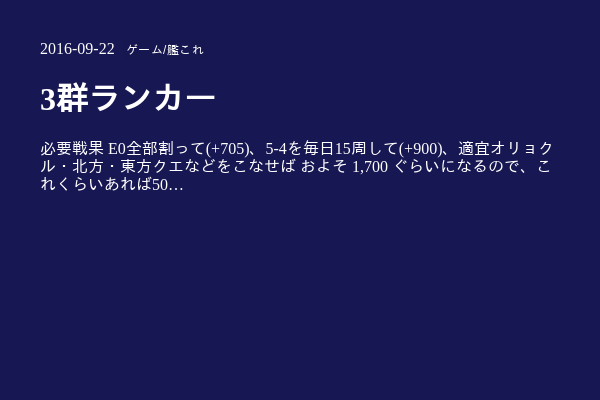 2016-09-22 ゲーム/艦これ
3群ランカー
必要戦果 E0全部割って(+705)、5-4を毎日15周して(+900)、適宜オリョク
ル・北方・東方クエなどをこなせば およそ 1,700 ぐらいになるので、こ
れくらいあれば50…